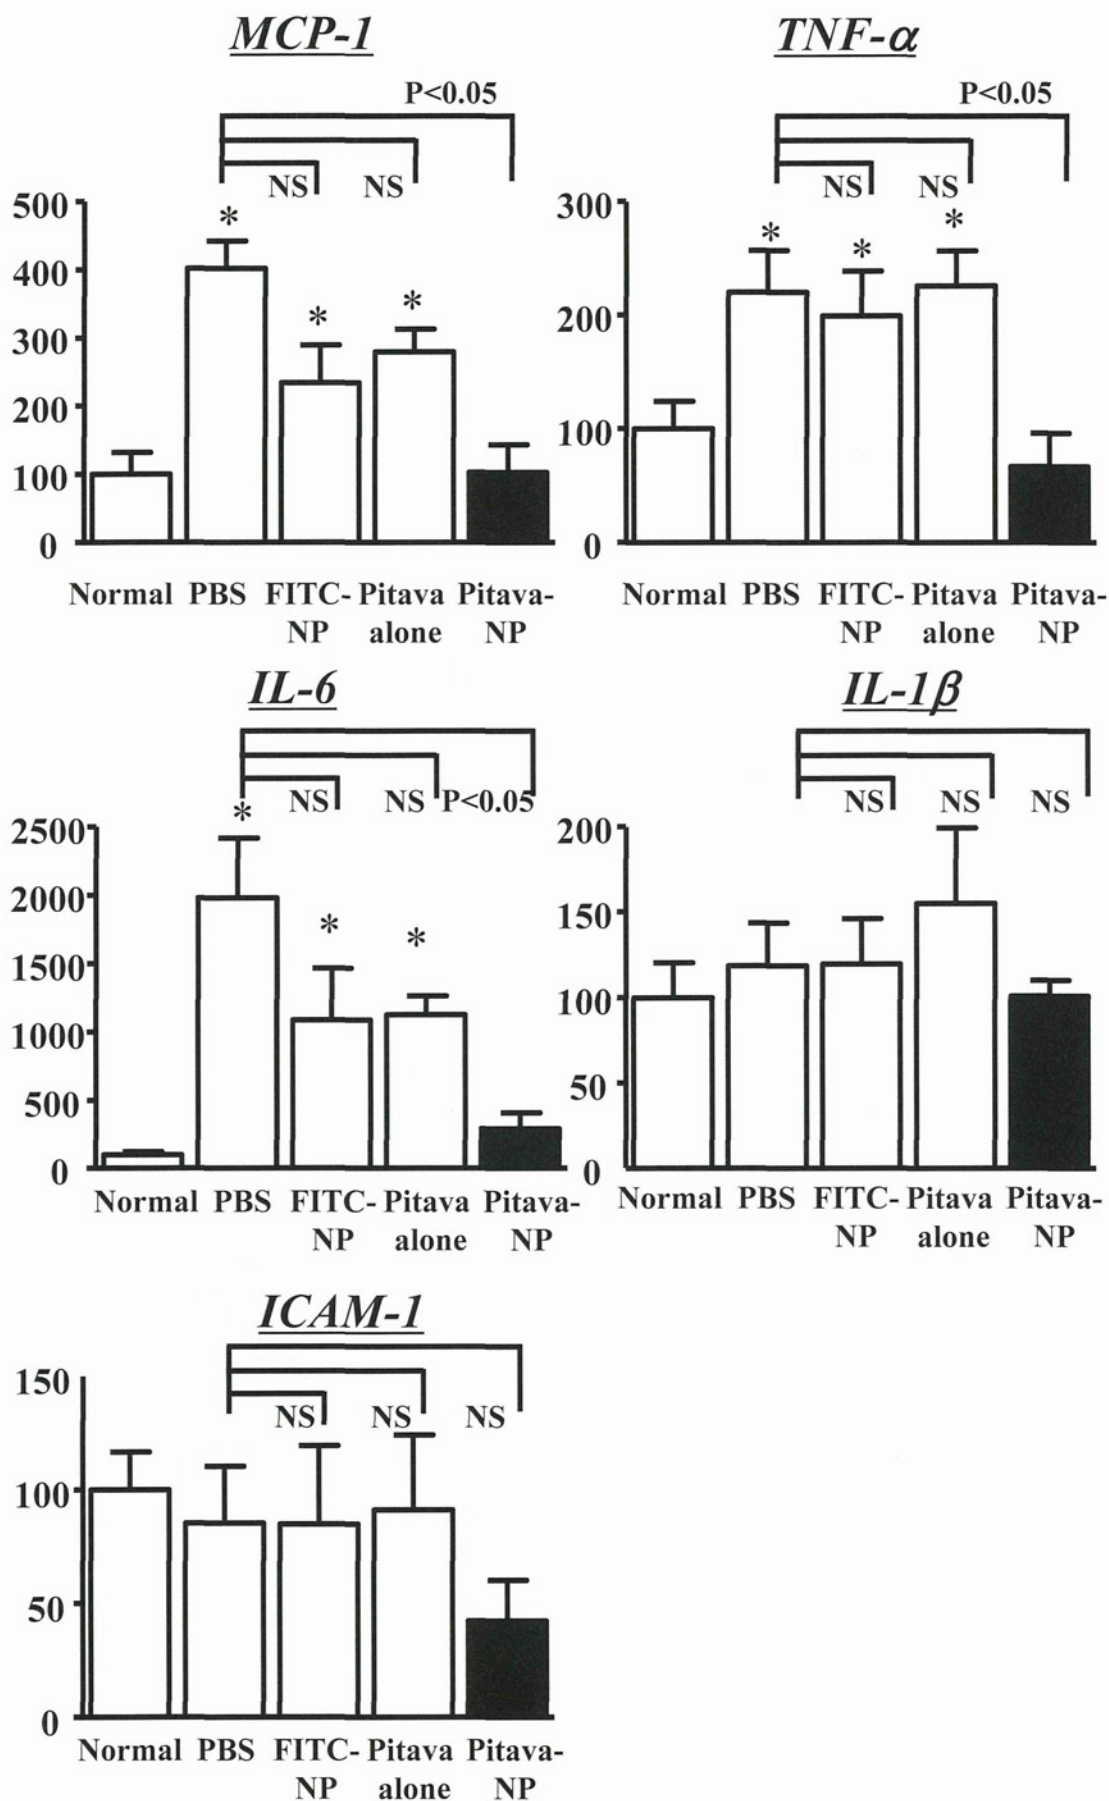 MCP-1
P<0.05
NS NS
500
400
300
200
100
0
*
*
*
Normal PBS FITC- Pitava Pitava-
NP alone NP
TNF-α
P<0.05
NS NS
300
200
100
0
*
*
*
Normal PBS FITC- Pitava Pitava-
NP alone NP
IL-6
NS NS P<0.05
2500
2000
1500
1000
500
0
*
*
*
Normal PBS FITC- Pitava Pitava-
NP alone NP
IL-1β
NS NS NS
200
150
100
50
0
Normal PBS FITC- Pitava Pitava-
NP alone NP
ICAM-1
NS NS NS
150
100
50
0
Normal PBS FITC- Pitava Pitava-
NP alone NP